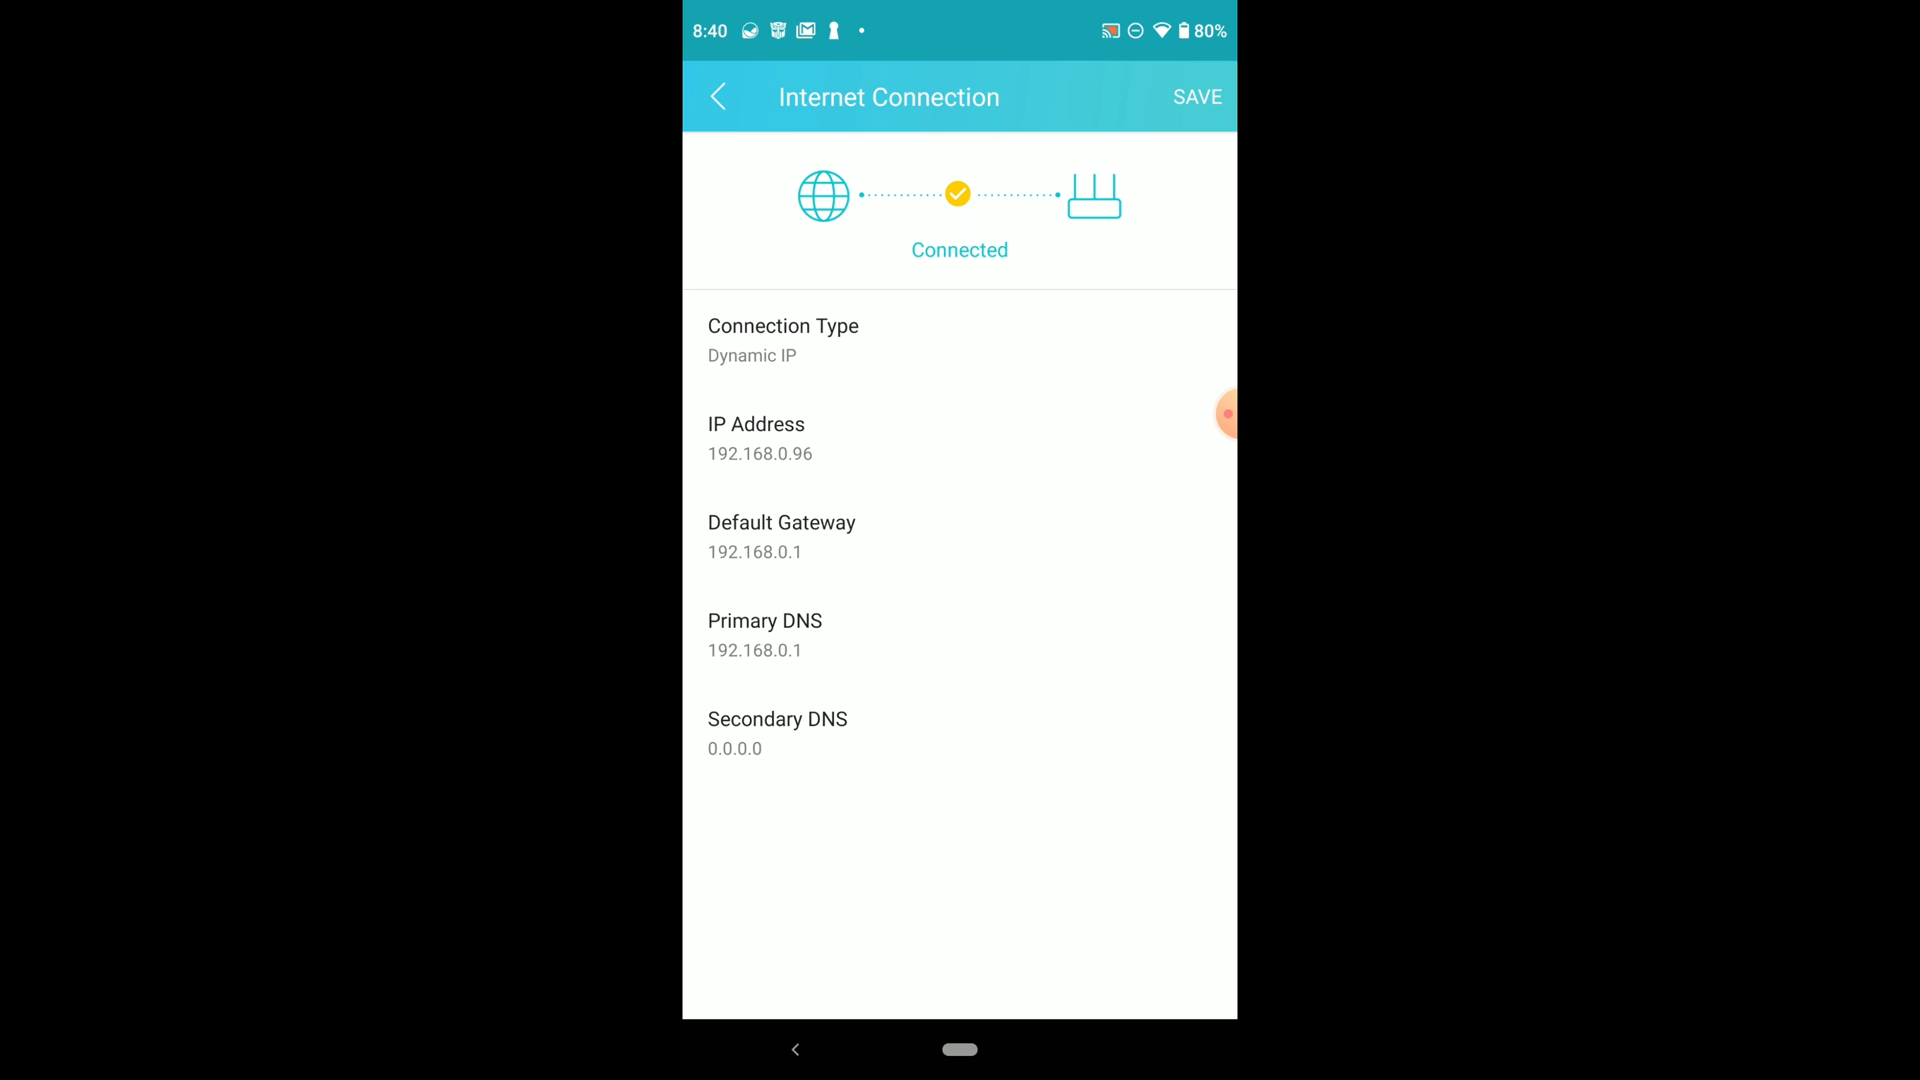 8:40
80%
Internet Connection
SAVE
Connected
Connection Type
Dynamic IP
IP Address
192.168.0.96
Default Gateway
192.168.0.1
Primary DNS
192.168.0.1
Secondary DNS
0.0.0.0